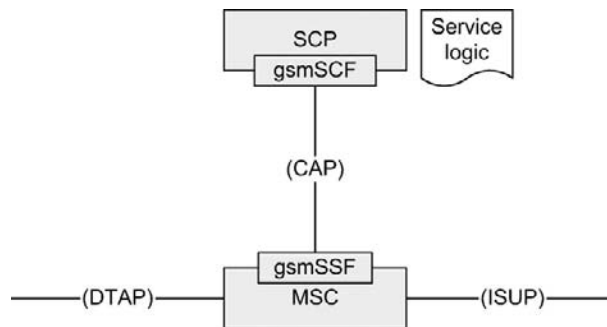 SCP
Service
logic
gsmSCF
(CAP)
gsmSSF
(DTAP)
MSC
(ISUP)